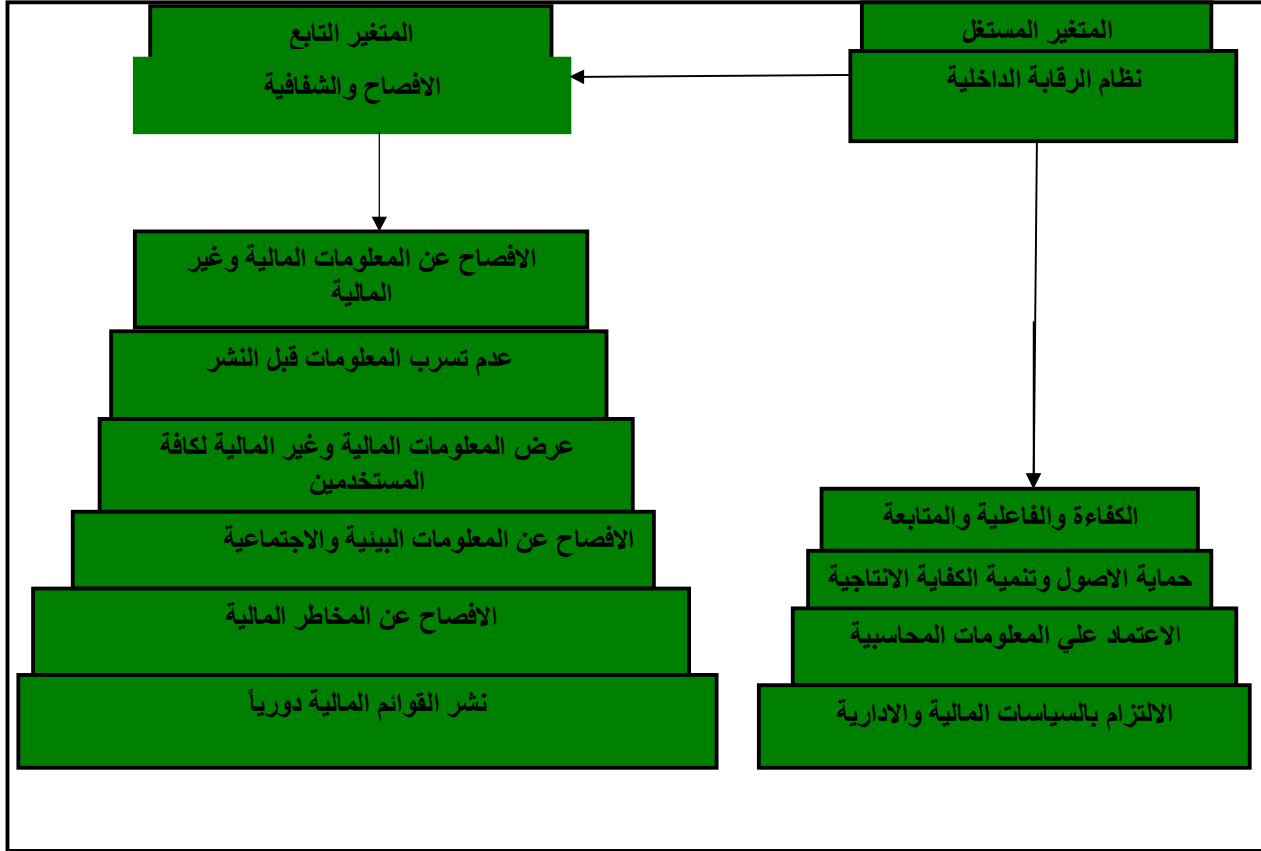 المتغير المستغل
نظام الرقابة الداخلية
المتغير التابع
الافصاح والشفافية
الافصاح عن المعلومات المالية وغير
المالية
عدم تسرب المعلومات قبل النشر
عرض المعلومات المالية وغير المالية لكافة
المستخدمين
الافصاح عن المعلومات البيئية والاجتماعية
الافصاح عن المخاطر المالية
نشر القوائم المالية دورياً
الكفاءة والفاعلية والمتابعة
حماية الاصول وتنمية الكفاية الانتاجية
الاعتماد علي المعلومات المحاسبية
الالتزام بالسياسات المالية والادارية